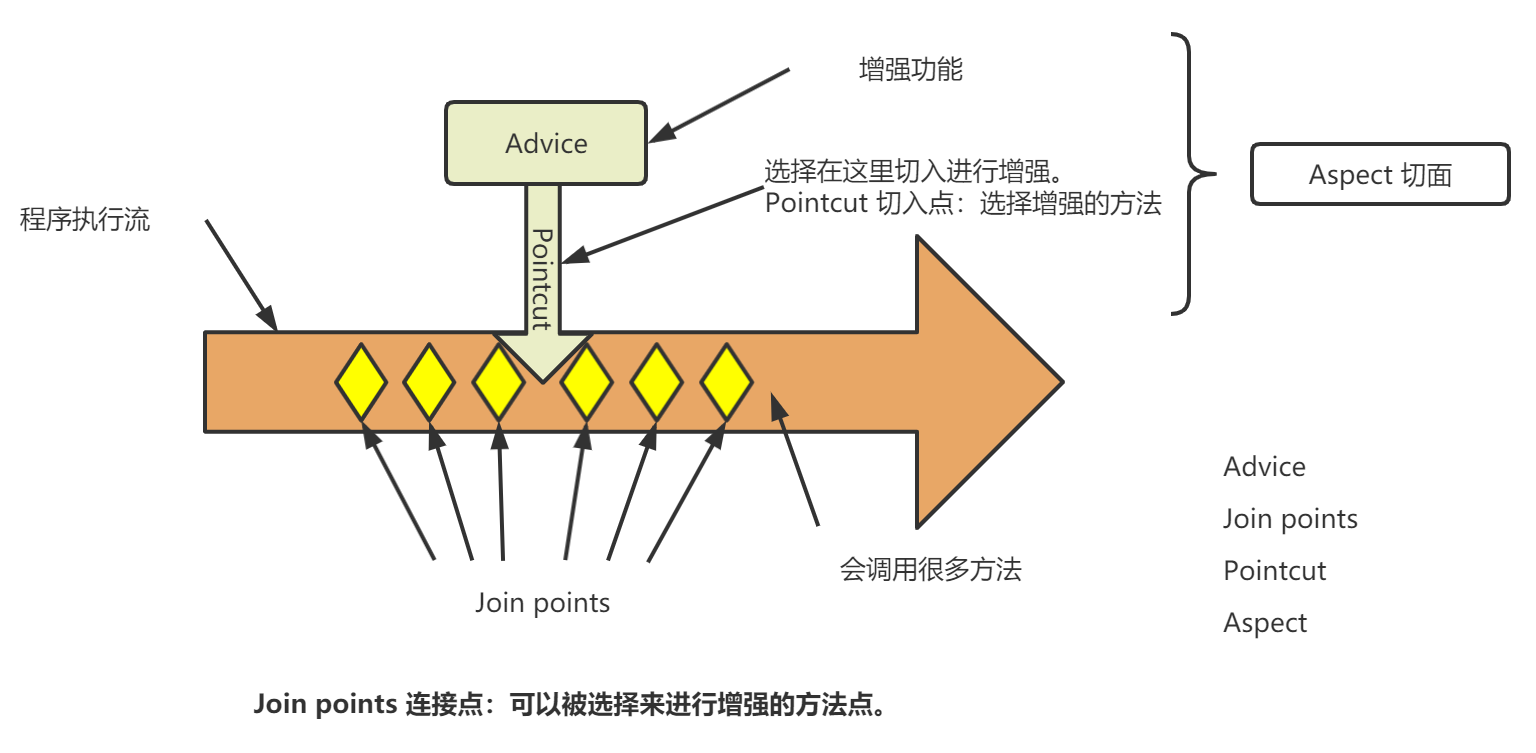 增强功能
Advice
选择在这里切入进行增强。
Pointcut 切入点：选择增强的方法
Aspect 切面
程序执行流
Pointcut
会调用很多方法
Join points
Advice
Join points
Pointcut
Aspect
Join points 连接点：可以被选择来进行增强的方法点。